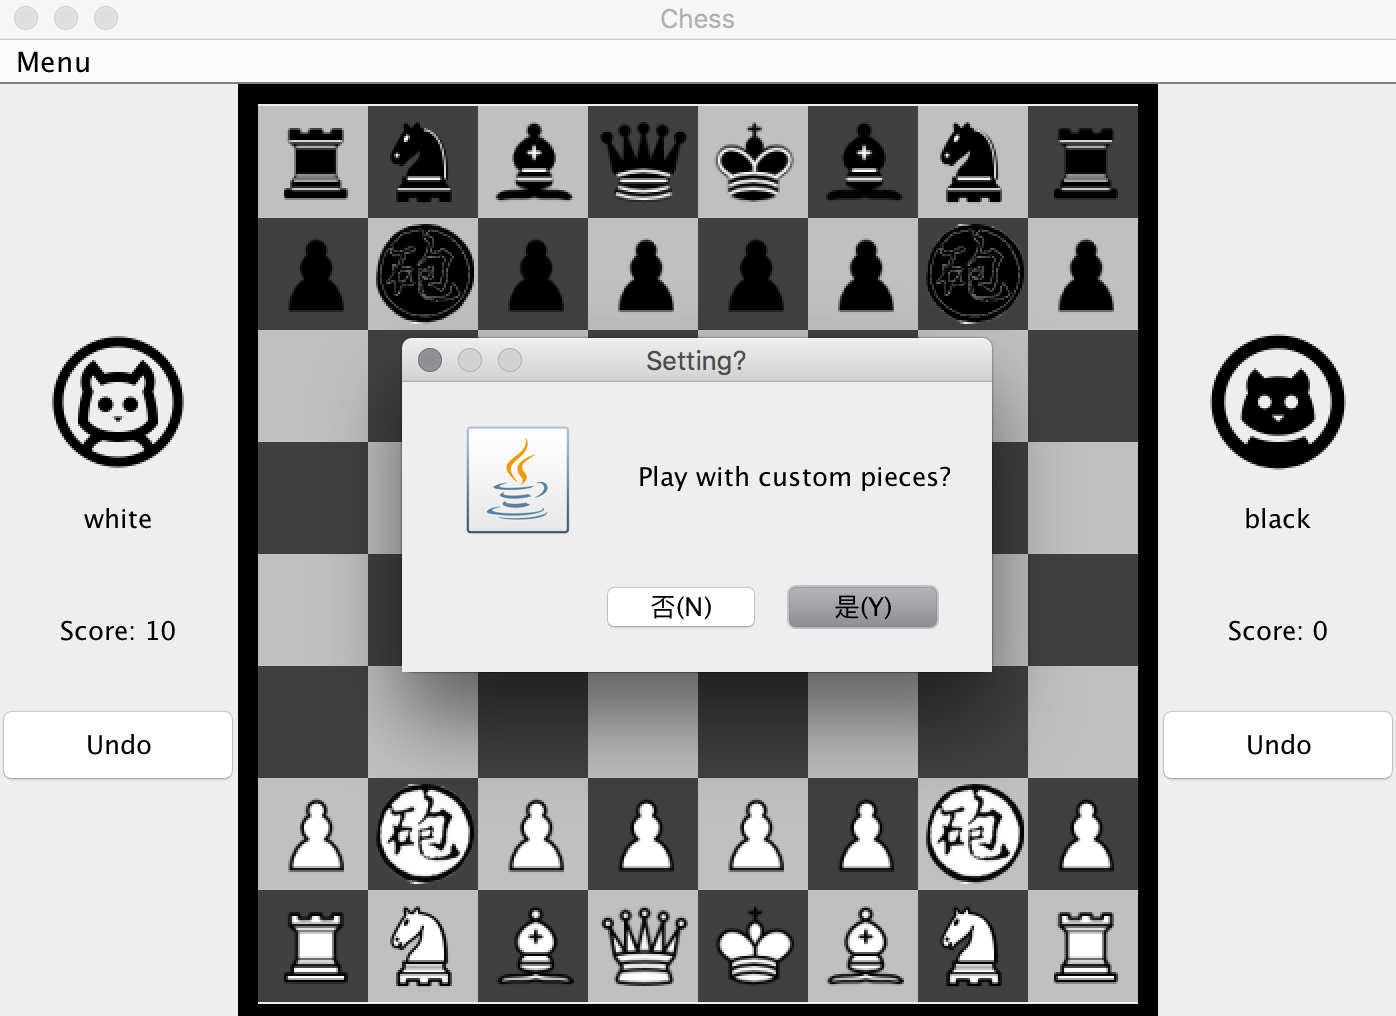 Chess
Menu
砲
砲
Setting?
Play with custom pieces?
否(N)
是(Y)
white
black
Score: 10
Score: 0
Undo
Undo
砲
砲